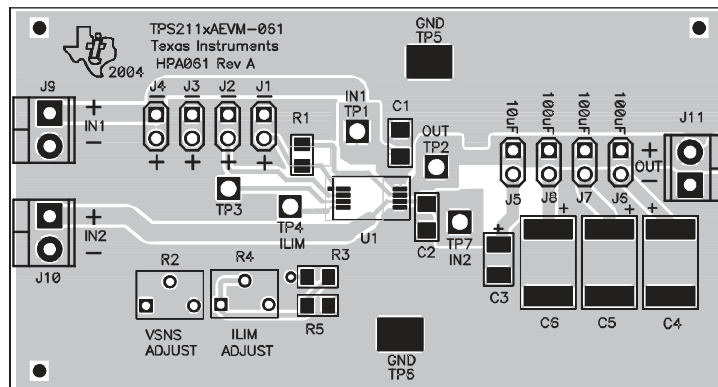 TPS211xAEVM-061
Texas Instruments
HPA061 Rev A
2004
GND
TP5
J9
J4 J3 J2 J1
IN1
TP1
C1
R1
10uF
100uF
100uF
100uF
J11
+
IN1
−
+ + + +
OUT
TP2
+
OUT
−
TP3
TP4
ILIM
U1
J5 J8 J7 J6
+
IN2
−
J10
C2
TP7
IN2
+ + + +
R2
R4
R3
C3
R5
C6 C5 C4
VSNS
ADJUST
ILIM
ADJUST
GND
TP6